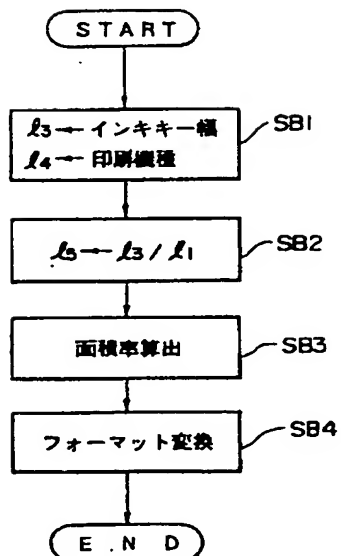 START
ℓ3←インキキー幅
ℓ4←印刷機種
SB1
ℓ5←ℓ3/ℓ1
SB2
面積率算出
SB3
フォーマット変換
SB4
E.N D